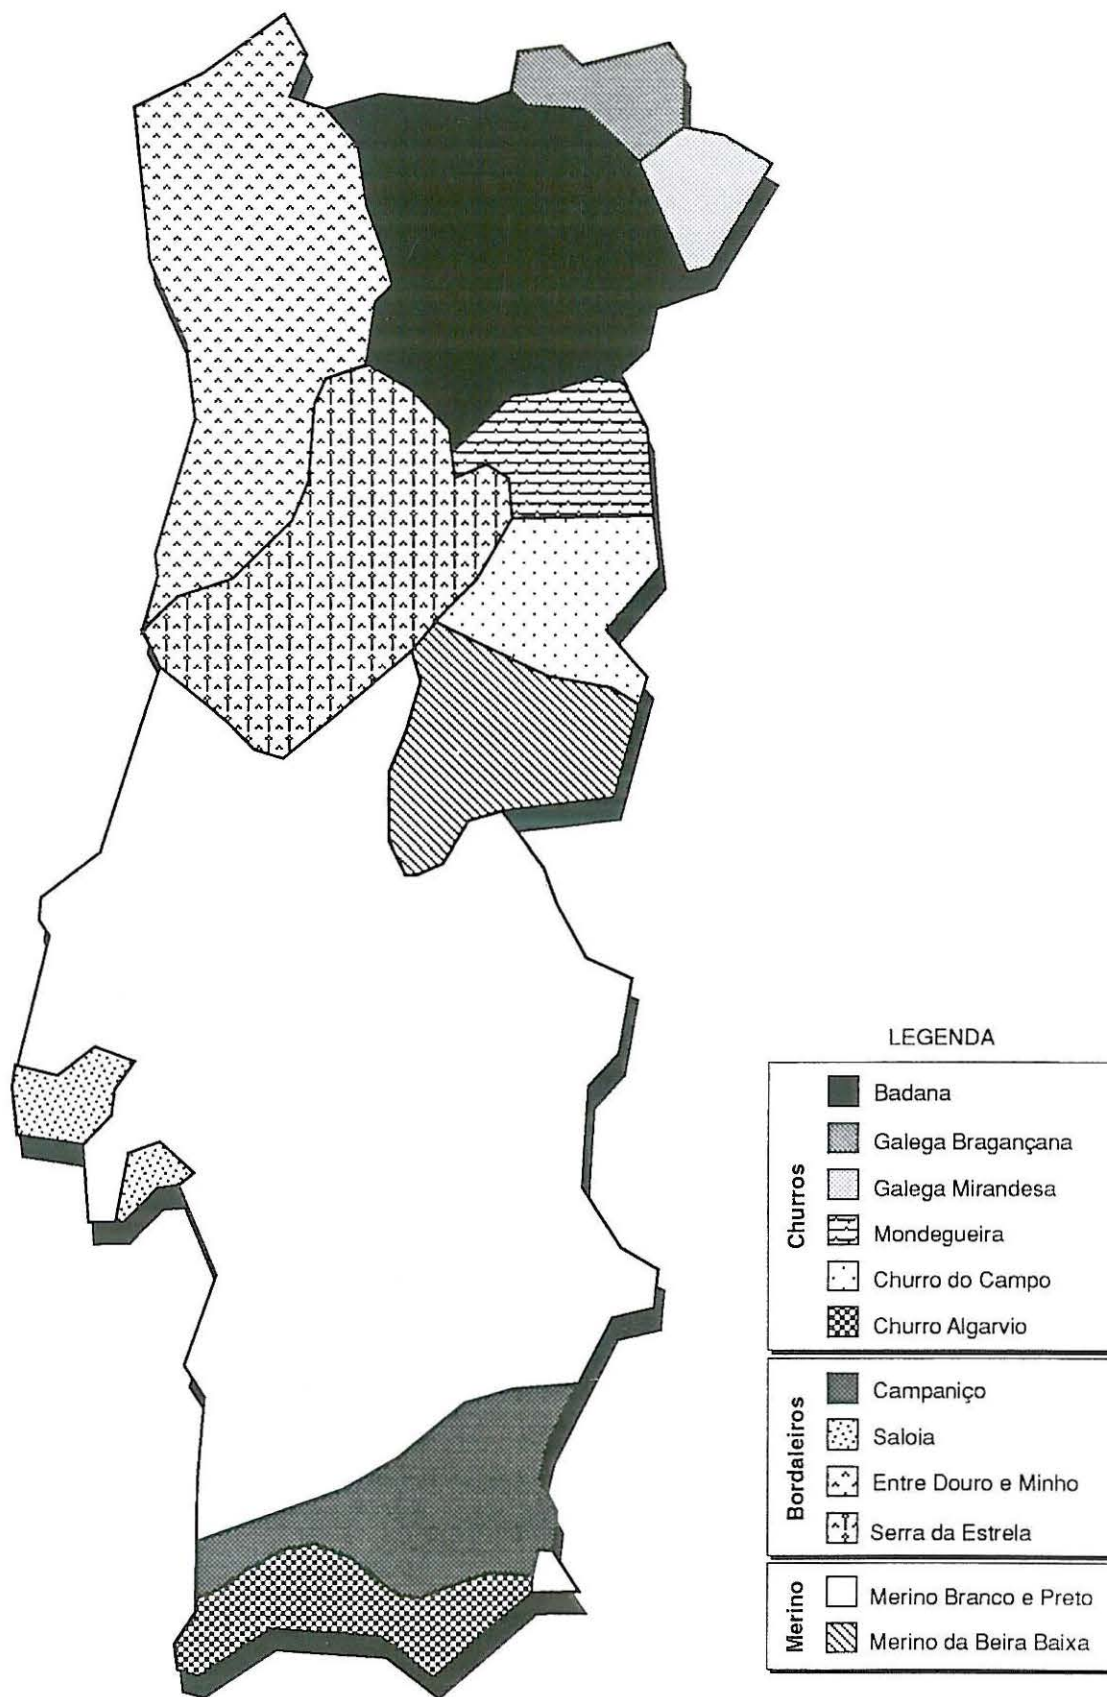 LEGENDA
Churros
Badana
Galega Bragançana
Galega Mirandesa
Mondegueira
Churro do Campo
Churro Algarvio
Bordaleiros
Campaniço
Saloia
Entre Douro e Minho
Serra da Estrela
Merino
Merino Branco e Preto
Merino da Beira Baixa